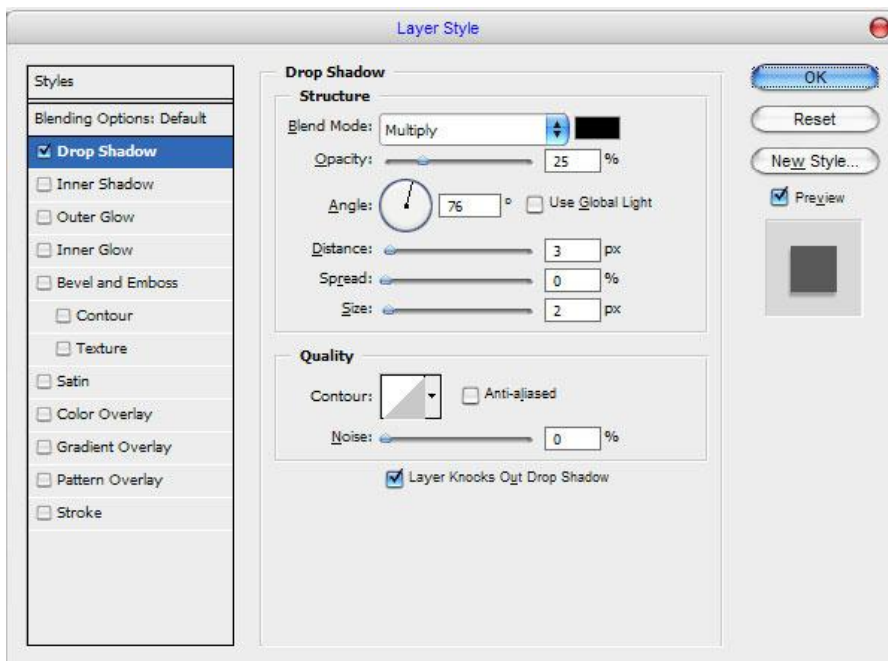 Layer Style
Styles
Blending Options: Default
Drop Shadow
Inner Shadow
Outer Glow
Inner Glow
Bevel and Emboss
Contour
Texture
Satin
Color Overlay
Gradient Overlay
Pattern Overlay
Stroke
Drop Shadow
Structure
Blend Mode: Multiply
Opacity: 25 %
Angle: 76 ° Use Global Light
Distance: 3 px
Spread: 0 %
Size: 2 px
Quality
Contour: Anti-aliased
Noise: 0 %
Layer Knocks Out Drop Shadow
OK
Reset
New Style...
Preview